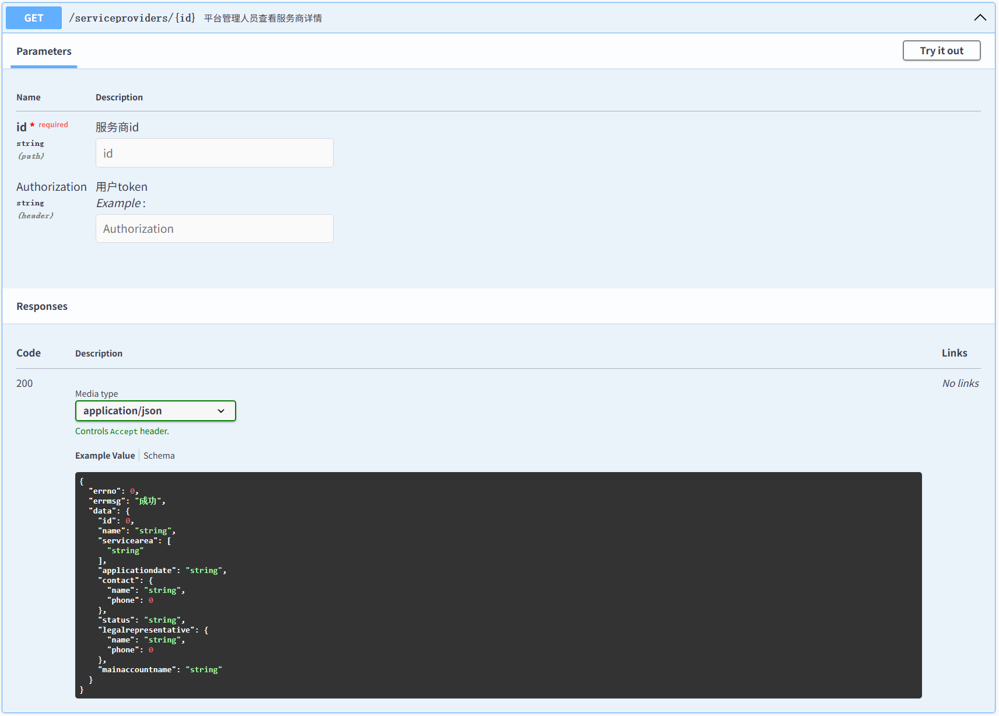 GET /serviceproviders/{id} 平台管理人员查看服务商详情
Parameters
Try it out
Name Description
id * required 服务商id
string
(path)
id
Authorization 用户token
string Example :
(header)
Authorization
Responses
Code Description Links
200 No links
Media type
application/json
Controls Accept header.
Example Value Schema
{
  "errno": 0,
  "errmsg": "成功",
  "data": {
    "id": 0,
    "name": "string",
    "servicearea": [
      "string"
    ],
    "applicationdate": "string",
    "contact": {
      "name": "string",
      "phone": 0
    },
    "status": "string",
    "legalrepresentative": {
      "name": "string",
      "phone": 0
    },
    "mainaccountname": "string"
  }
}